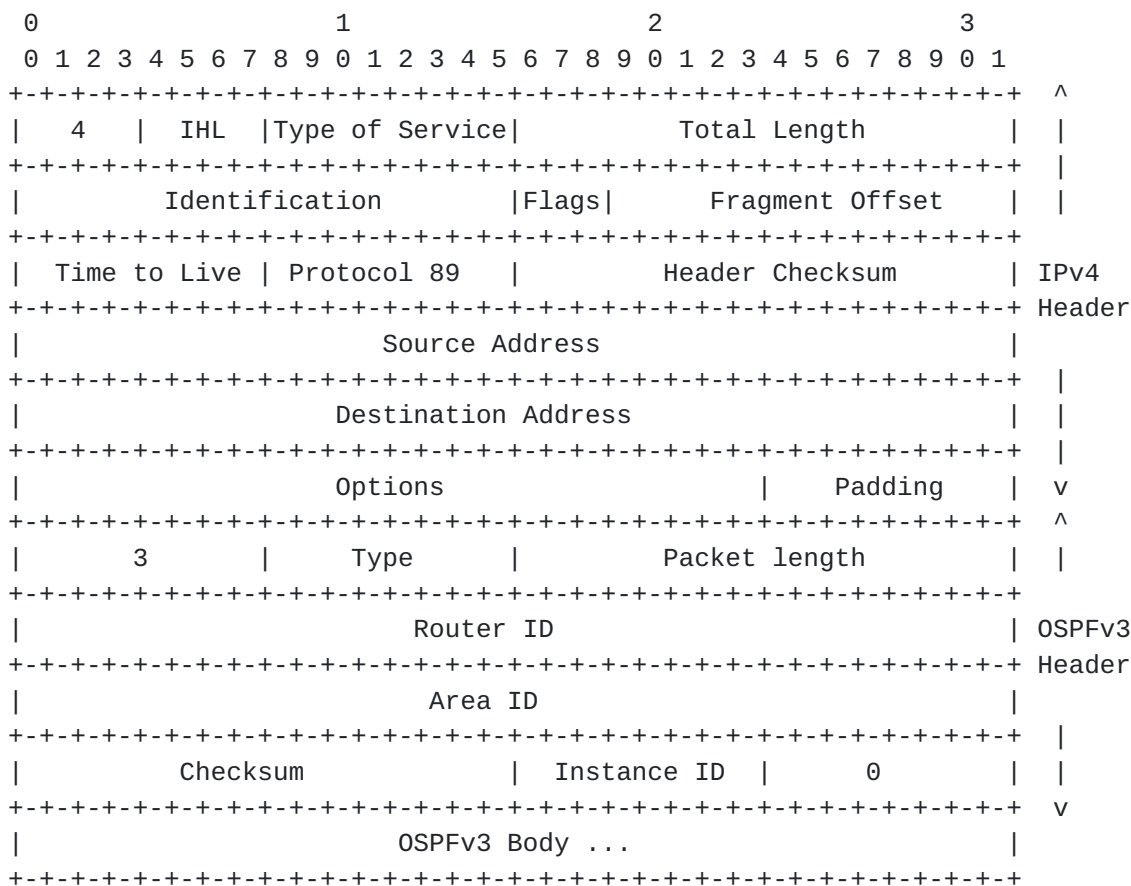 0                   1                   2                   3
0 1 2 3 4 5 6 7 8 9 0 1 2 3 4 5 6 7 8 9 0 1 2 3 4 5 6 7 8 9 0 1
+-+-+-+-+-+-+-+-+-+-+-+-+-+-+-+-+-+-+-+-+-+-+-+-+-+-+-+-+-+-+-+-+  ^
|   4   |  IHL  |Type of Service|          Total Length         |  |
+-+-+-+-+-+-+-+-+-+-+-+-+-+-+-+-+-+-+-+-+-+-+-+-+-+-+-+-+-+-+-+-+  |
|         Identification        |Flags|      Fragment Offset    |  |
+-+-+-+-+-+-+-+-+-+-+-+-+-+-+-+-+-+-+-+-+-+-+-+-+-+-+-+-+-+-+-+-+
|  Time to Live | Protocol 89   |         Header Checksum       | IPv4
+-+-+-+-+-+-+-+-+-+-+-+-+-+-+-+-+-+-+-+-+-+-+-+-+-+-+-+-+-+-+-+-+ Header
|                       Source Address                          |
+-+-+-+-+-+-+-+-+-+-+-+-+-+-+-+-+-+-+-+-+-+-+-+-+-+-+-+-+-+-+-+-+  |
|                    Destination Address                        |  |
+-+-+-+-+-+-+-+-+-+-+-+-+-+-+-+-+-+-+-+-+-+-+-+-+-+-+-+-+-+-+-+-+  |
|                    Options                    |    Padding    |  v
+-+-+-+-+-+-+-+-+-+-+-+-+-+-+-+-+-+-+-+-+-+-+-+-+-+-+-+-+-+-+-+-+  ^
|       3       |     Type      |         Packet length         |  |
+-+-+-+-+-+-+-+-+-+-+-+-+-+-+-+-+-+-+-+-+-+-+-+-+-+-+-+-+-+-+-+-+
|                         Router ID                             | OSPFv3
+-+-+-+-+-+-+-+-+-+-+-+-+-+-+-+-+-+-+-+-+-+-+-+-+-+-+-+-+-+-+-+-+ Header
|                          Area ID                              |
+-+-+-+-+-+-+-+-+-+-+-+-+-+-+-+-+-+-+-+-+-+-+-+-+-+-+-+-+-+-+-+-+  |
|          Checksum             |  Instance ID  |      0        |  |
+-+-+-+-+-+-+-+-+-+-+-+-+-+-+-+-+-+-+-+-+-+-+-+-+-+-+-+-+-+-+-+-+  v
|                        OSPFv3 Body ...                        |
+-+-+-+-+-+-+-+-+-+-+-+-+-+-+-+-+-+-+-+-+-+-+-+-+-+-+-+-+-+-+-+-+